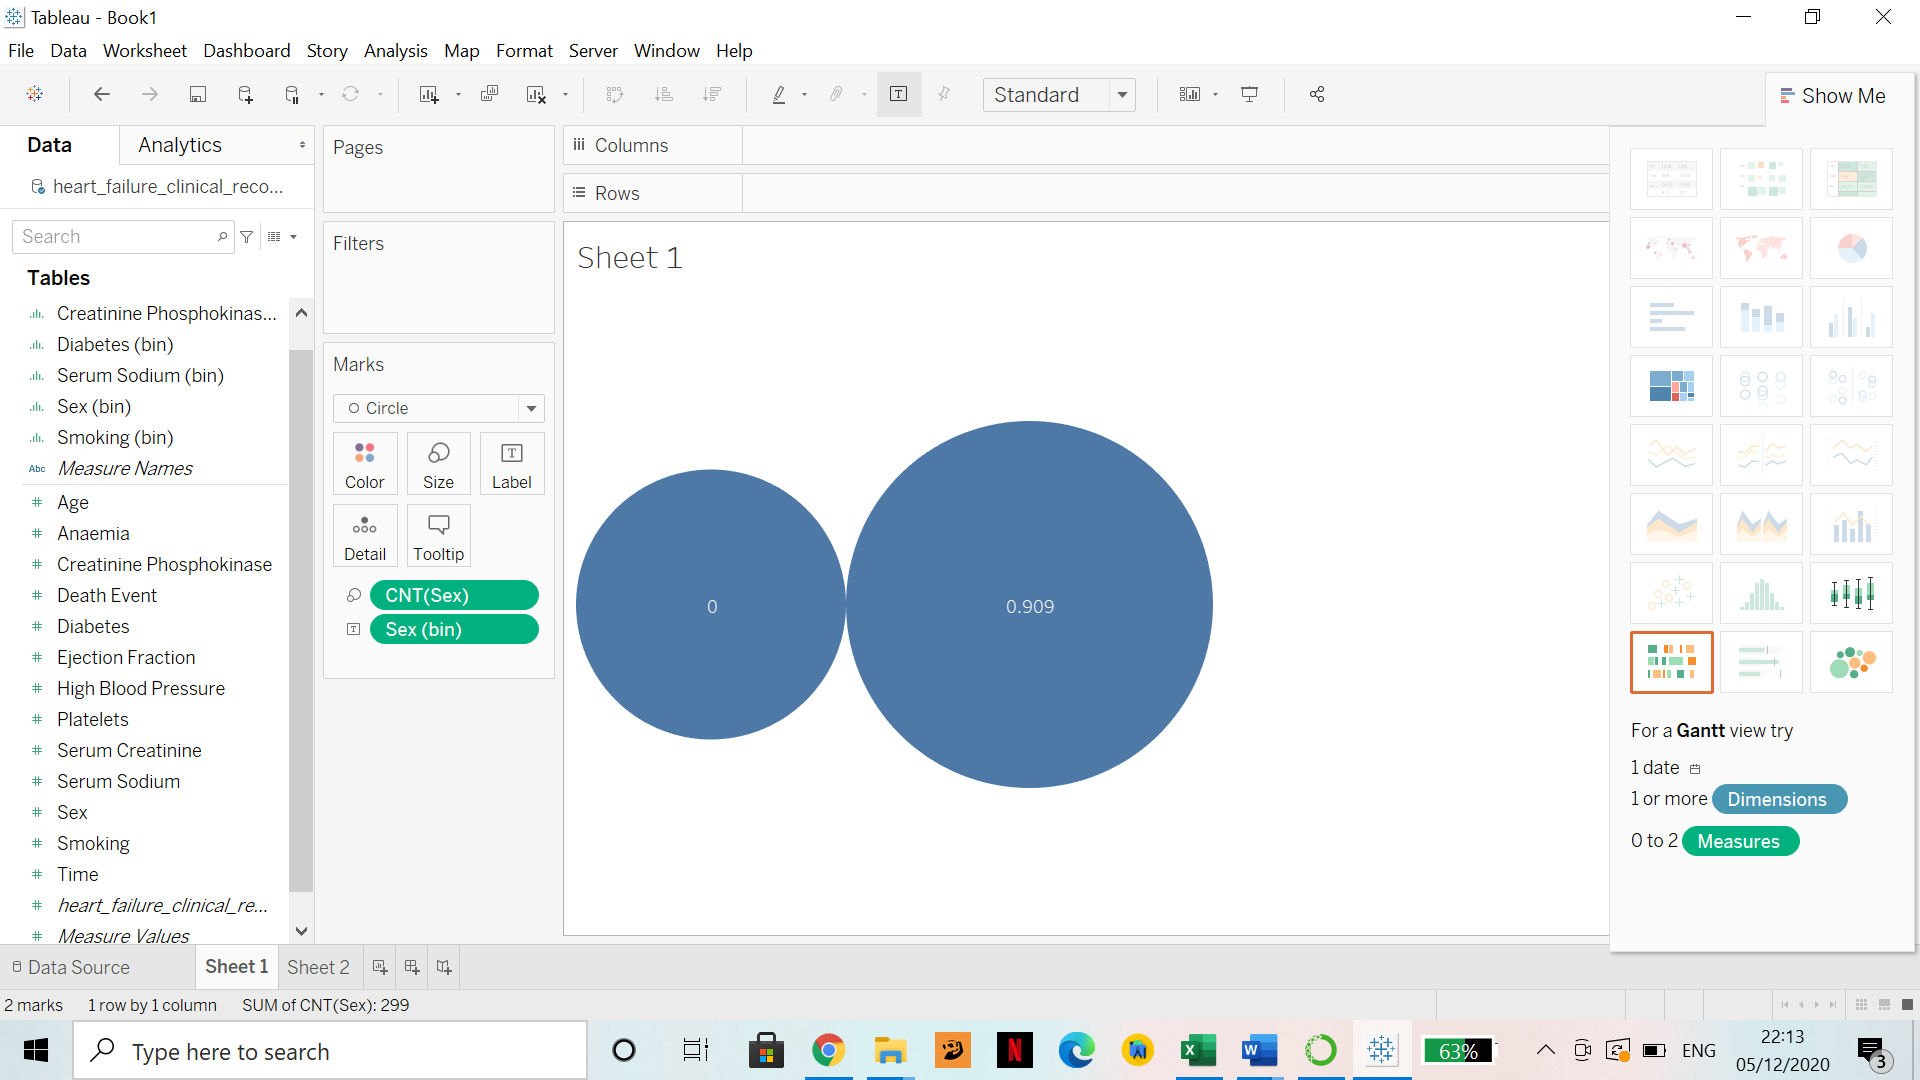 Tableau - Book1
File Data Worksheet Dashboard Story Analysis Map Format Server Window Help
Standard
Show Me
Data
Analytics
heart_failure_clinical_reco...
Search
Tables
Creatinine Phosphokinas...
Diabetes (bin)
Serum Sodium (bin)
Sex (bin)
Smoking (bin)
Abc Measure Names
Age
Anaemia
Creatinine Phosphokinase
Death Event
Diabetes
Ejection Fraction
High Blood Pressure
Platelets
Serum Creatinine
Serum Sodium
Sex
Smoking
Time
heart_failure_clinical_re...
Measure Values
Pages
Filters
Marks
Circle
Color Size Label
Detail Tooltip
CNT(Sex)
Sex (bin)
Columns
Rows
Sheet 1
0
0.909
For a Gantt view try
1 date
1 or more Dimensions
0 to 2 Measures
Data Source Sheet 1 Sheet 2
2 marks 1 row by 1 column SUM of CNT(Sex): 299
Type here to search
63%
ENG
22:13
05/12/2020
3